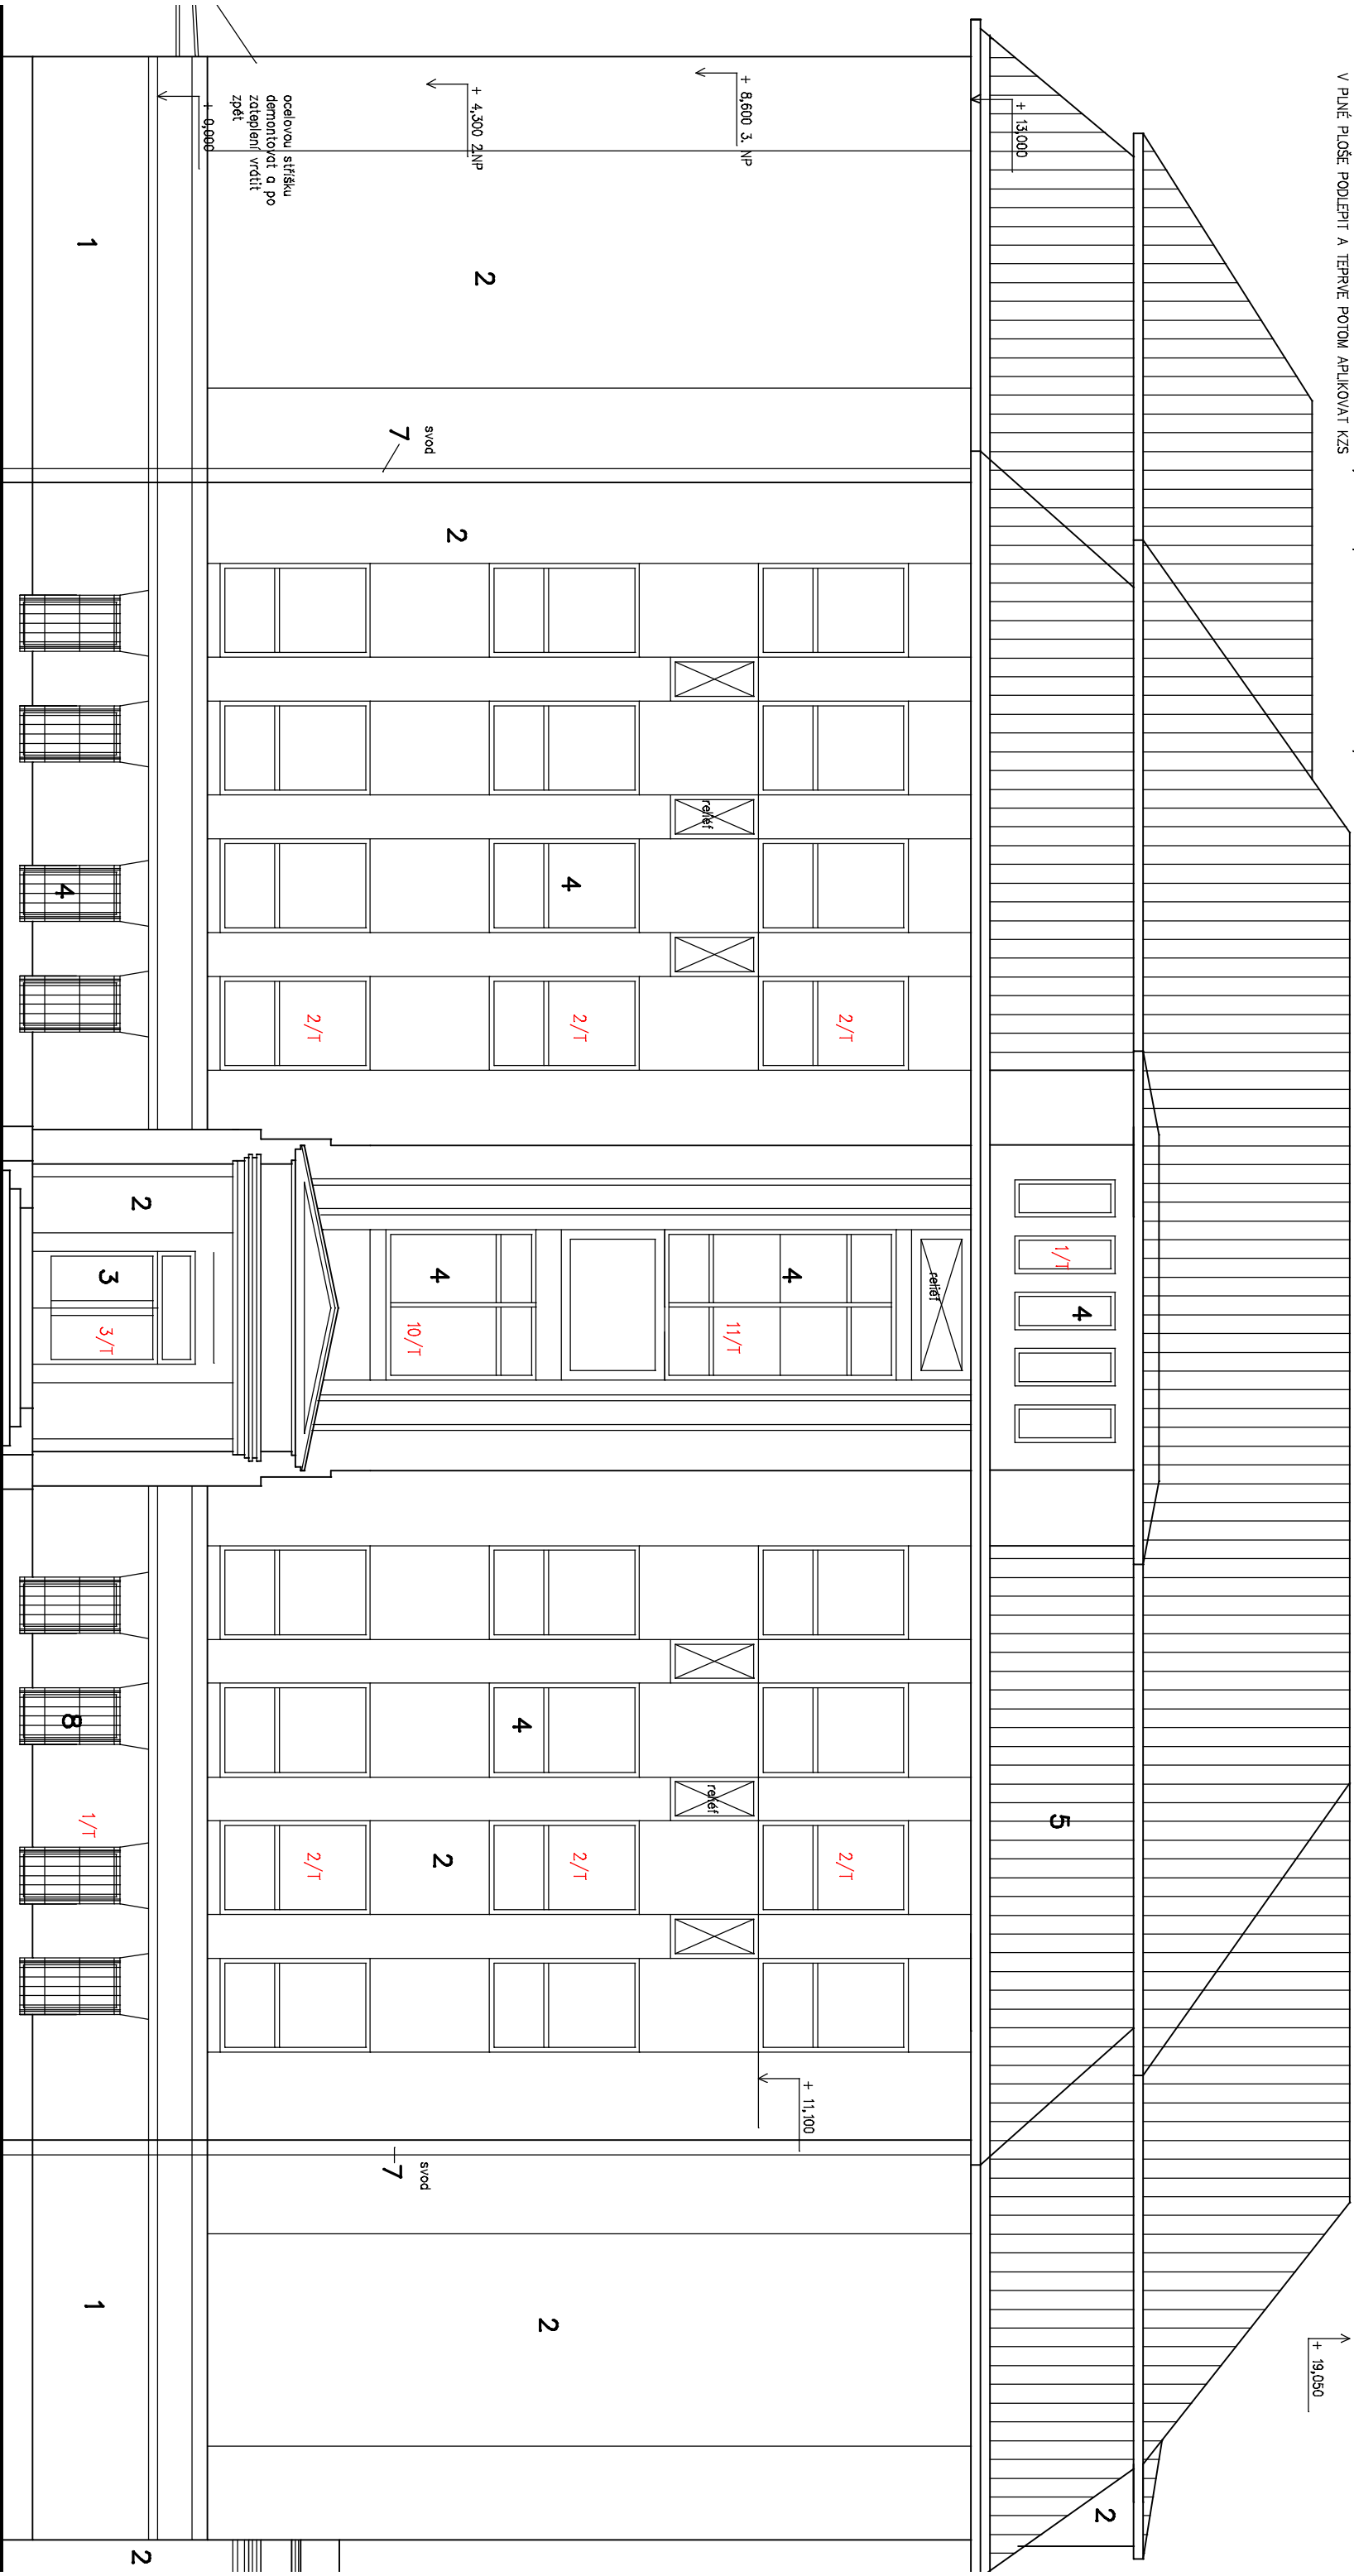 V PLNÉ PLOŠE PODLEPIT A TEPRVE POTOM APLIKOVAT KZS
+ 19,050
+ 13,000
2
1/T
4
5
+ 8,600 3. NP
+ 11,100
2/T
2/T
reliéf
reliéf
reliéf
4
11/T
+ 4,300 2.NP
2
svod
7
2
4
2/T
4
10/T
4
2/T
2
svod
7
2
ocelovou stříšku
demontovat a po
zateplení vrátit
zpět
+ 0,000
2/T
2/T
1
4
2
3
3/T
8
1/T
1
2